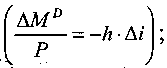 (ΔM^D / P = −h · Δi);